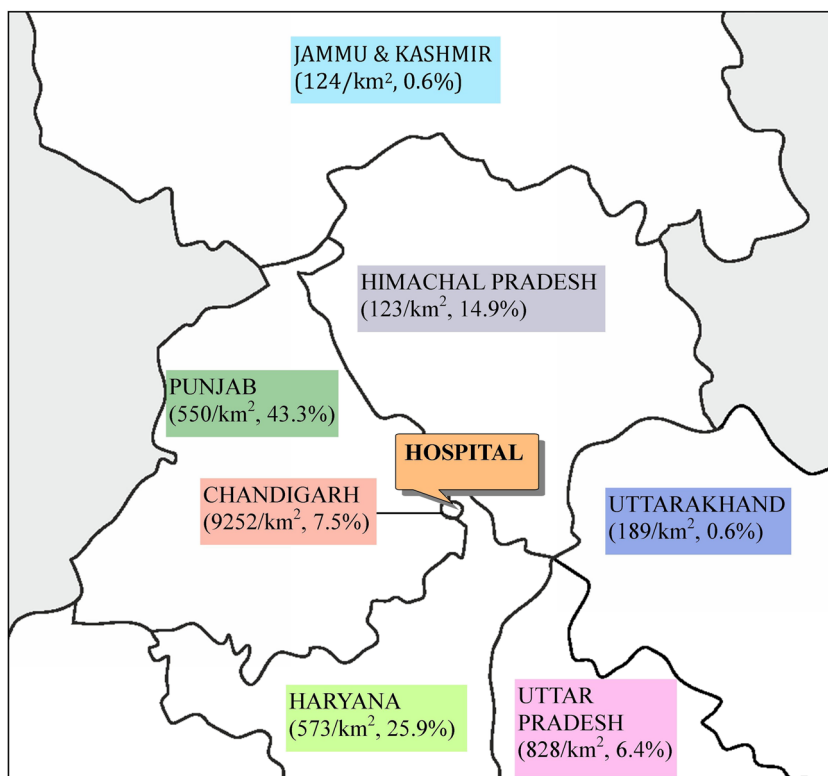 JAMMU & KASHMIR
(124/km², 0.6%)
HIMACHAL PRADESH
(123/km², 14.9%)
PUNJAB
(550/km², 43.3%)
HOSPITAL
CHANDIGARH
(9252/km², 7.5%)
UTTARAKHAND
(189/km², 0.6%)
HARYANA
(573/km², 25.9%)
UTTAR
PRADESH
(828/km², 6.4%)